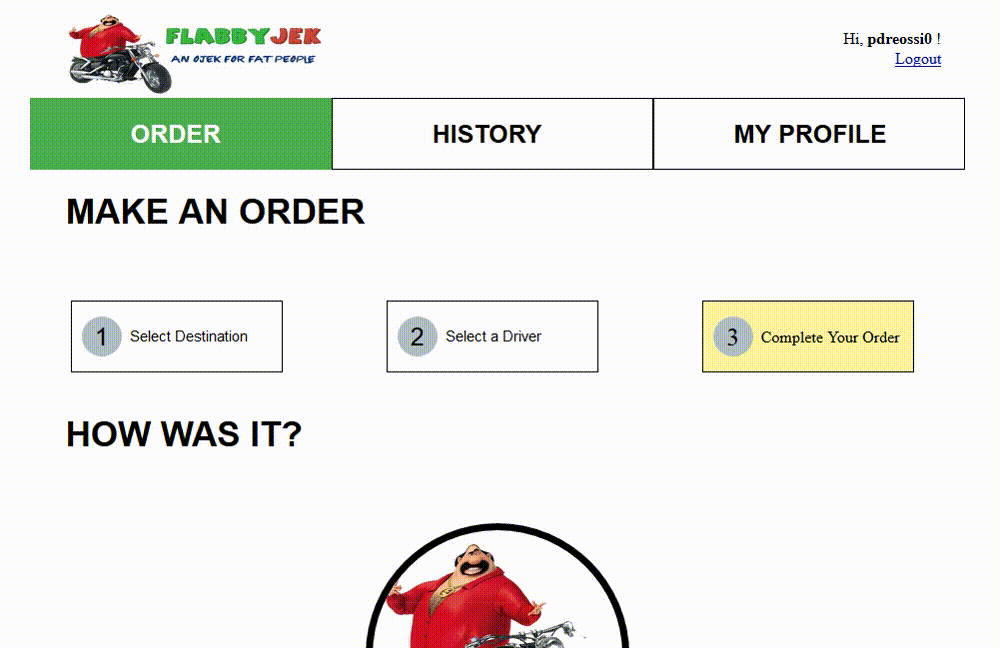 FLABBYJEK
AN OJEK FOR FAT PEOPLE
Hi, pdreossi0 !
Logout
ORDER
HISTORY
MY PROFILE
MAKE AN ORDER
1 Select Destination
2 Select a Driver
3 Complete Your Order
HOW WAS IT?